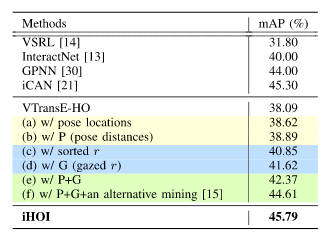 Methods mAP (%)
VSRL [14] 31.80
InteractNet [13] 40.00
GPNN [30] 44.00
iCAN [21] 45.30
VTransE-HO 38.09
(a) w/ pose locations 38.62
(b) w/ P (pose distances) 38.89
(c) w/ sorted r 40.85
(d) w/ G (gazed r) 41.62
(e) w/ P+G 42.37
(f) w/ P+G+an alternative mining [15] 44.61
iHOI 45.79